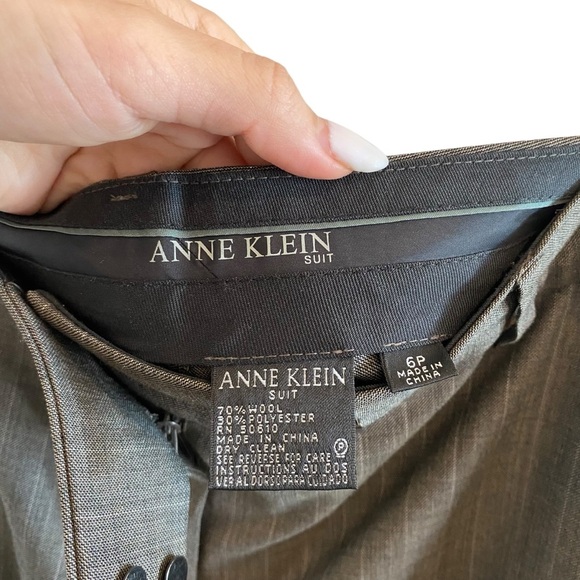 ANNE KLEIN
SUIT
6P
MADE IN
CHINA
ANNE KLEIN
SUIT
70% WOOL
30% POLYESTER
RN 50610
MADE IN CHINA
DRY CLEAN
P
SEE REVERSE FOR CARE
INSTRUCTIONS AU DOS
VER AL DORSO PARA CUIDADO